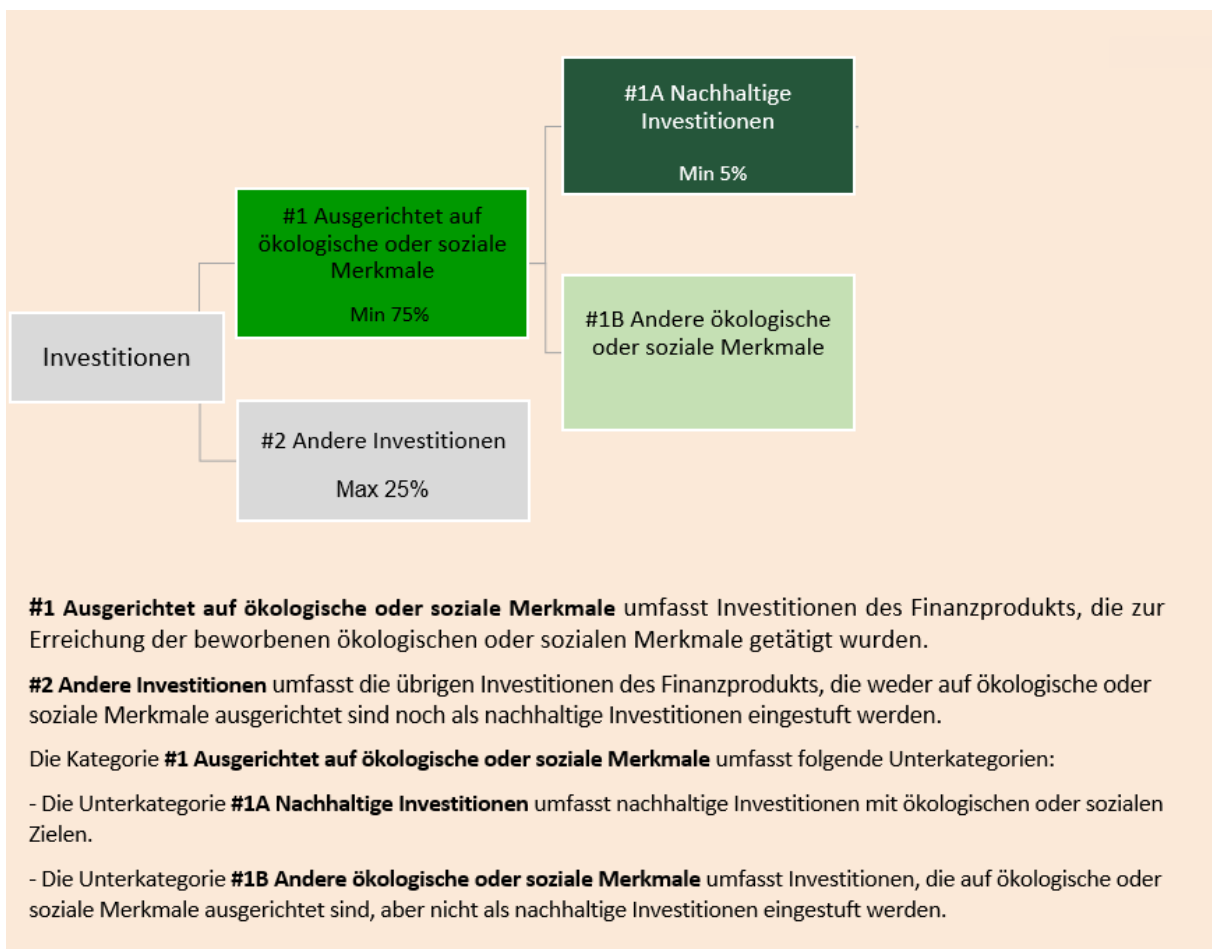 #1A Nachhaltige
Investitionen
Min 5%
#1 Ausgerichtet auf
ökologische oder soziale
Merkmale
Min 75%
#1B Andere ökologische
oder soziale Merkmale
Investitionen
#2 Andere Investitionen
Max 25%
#1 Ausgerichtet auf ökologische oder soziale Merkmale umfasst Investitionen des Finanzprodukts, die zur
Erreichung der beworbenen ökologischen oder sozialen Merkmale getätigt wurden.
#2 Andere Investitionen umfasst die übrigen Investitionen des Finanzprodukts, die weder auf ökologische oder
soziale Merkmale ausgerichtet sind noch als nachhaltige Investitionen eingestuft werden.
Die Kategorie #1 Ausgerichtet auf ökologische oder soziale Merkmale umfasst folgende Unterkategorien:
- Die Unterkategorie #1A Nachhaltige Investitionen umfasst nachhaltige Investitionen mit ökologischen oder sozialen
Zielen.
- Die Unterkategorie #1B Andere ökologische oder soziale Merkmale umfasst Investitionen, die auf ökologische oder
soziale Merkmale ausgerichtet sind, aber nicht als nachhaltige Investitionen eingestuft werden.